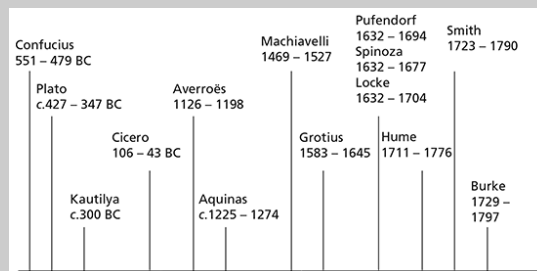 Confucius
551 – 479 BC
Plato
c.427 – 347 BC
Kautilya
c.300 BC
Cicero
106 – 43 BC
Averroës
1126 – 1198
Aquinas
c.1225 – 1274
Machiavelli
1469 – 1527
Grotius
1583 – 1645
Pufendorf
1632 – 1694
Spinoza
1632 – 1677
Locke
1632 – 1704
Hume
1711 – 1776
Smith
1723 – 1790
Burke
1729 –
1797